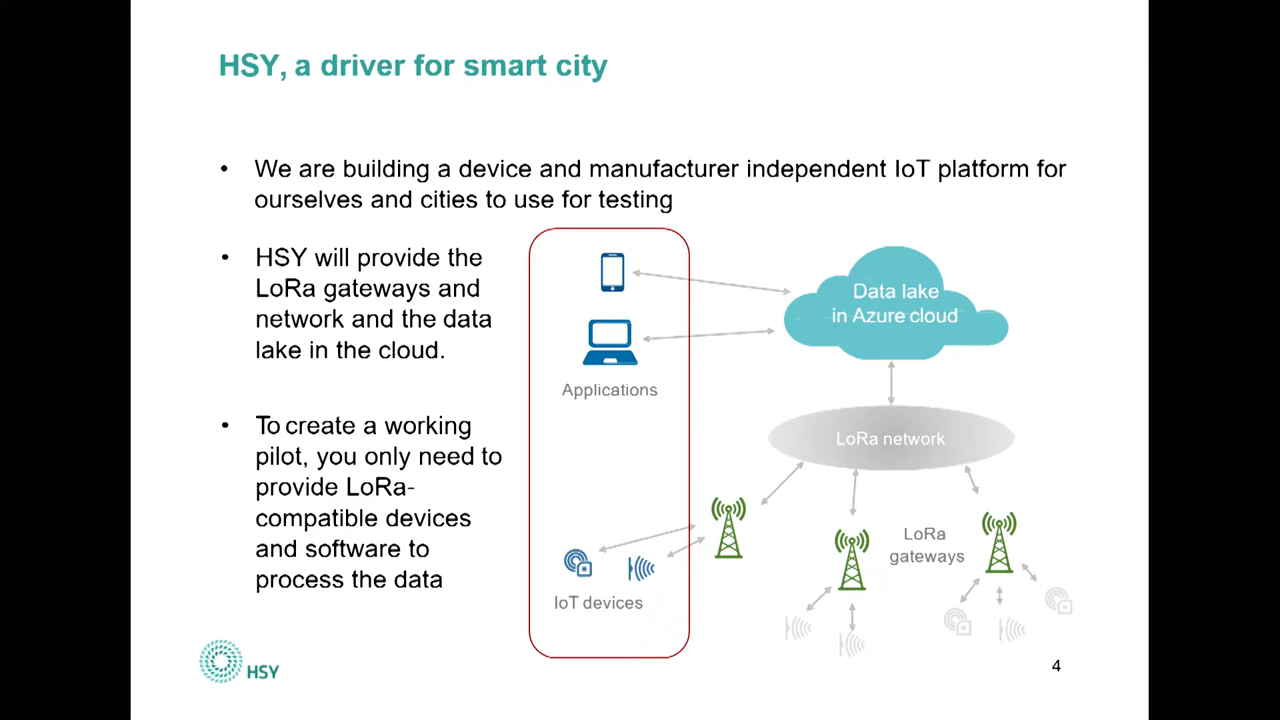 HSY, a driver for smart city
• We are building a device and manufacturer independent IoT platform for
ourselves and cities to use for testing
• HSY will provide the
LoRa gateways and
network and the data
lake in the cloud.
• To create a working
pilot, you only need to
provide LoRa-
compatible devices
and software to
process the data
Applications
IoT devices
Data lake
in Azure cloud
LoRa network
LoRa
gateways
HSY
4